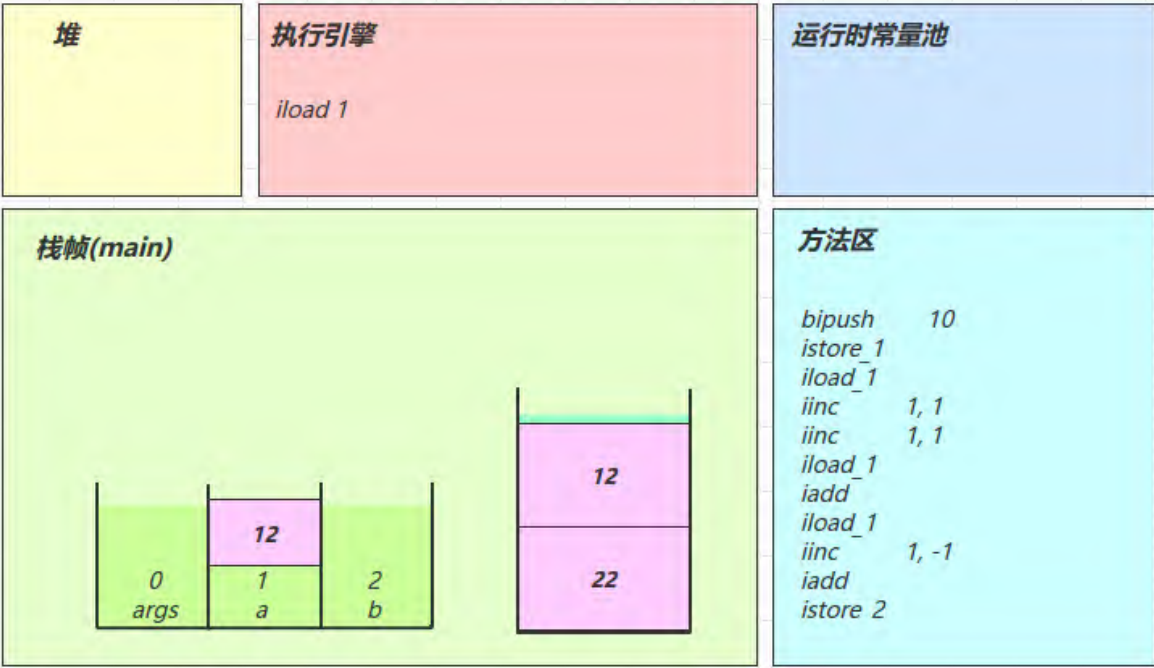 堆
执行引擎
iload 1
运行时常量池
栈帧(main)
12
0
1
2
args
a
b
12
22
方法区
bipush 10
istore_1
iload_1
iinc 1, 1
iinc 1, 1
iload_1
iadd
iload_1
iinc 1, -1
iadd
istore 2